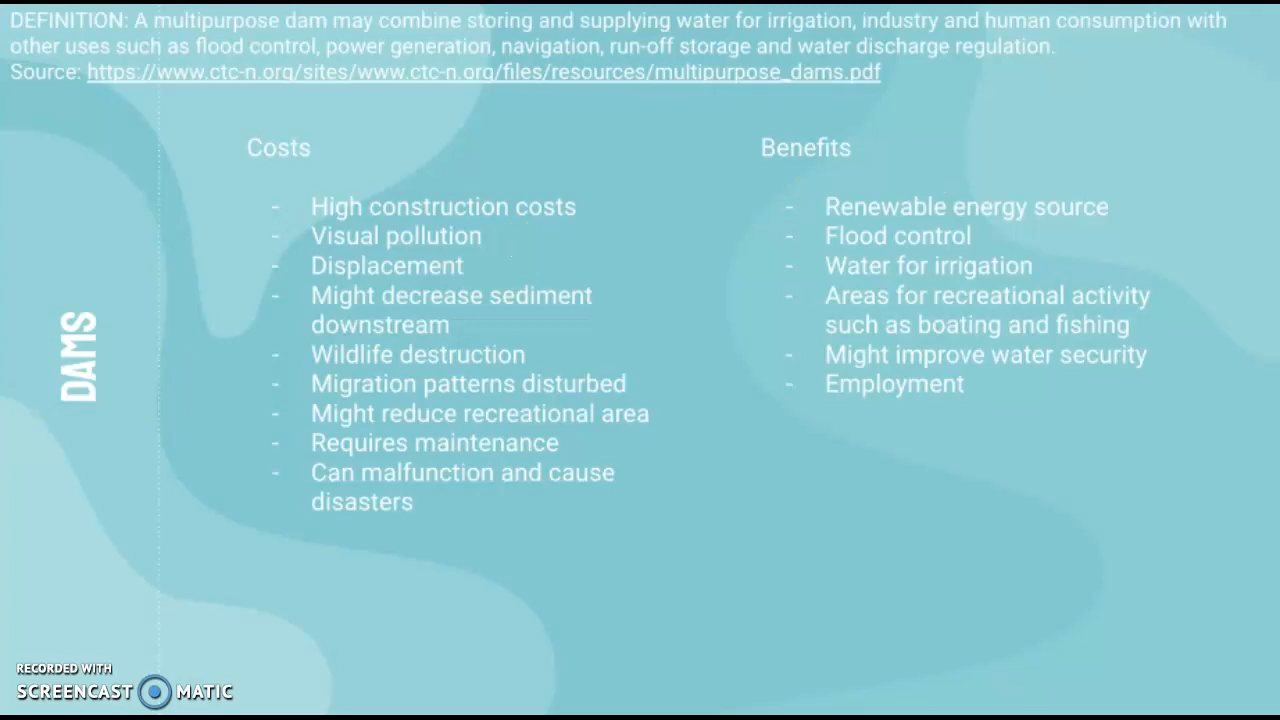 DEFINITION: A multipurpose dam may combine storing and supplying water for irrigation, industry and human consumption with
other uses such as flood control, power generation, navigation, run-off storage and water discharge regulation.
Source: https://www.ctc-n.org/sites/www.ctc-n.org/files/resources/multipurpose_dams.pdf
DAMS
Costs
- High construction costs
- Visual pollution
- Displacement
- Might decrease sediment
downstream
- Wildlife destruction
- Migration patterns disturbed
- Might reduce recreational area
- Requires maintenance
- Can malfunction and cause
disasters
Benefits
- Renewable energy source
- Flood control
- Water for irrigation
- Areas for recreational activity
such as boating and fishing
- Might improve water security
- Employment
RECORDED WITH
SCREENCAST MATIC